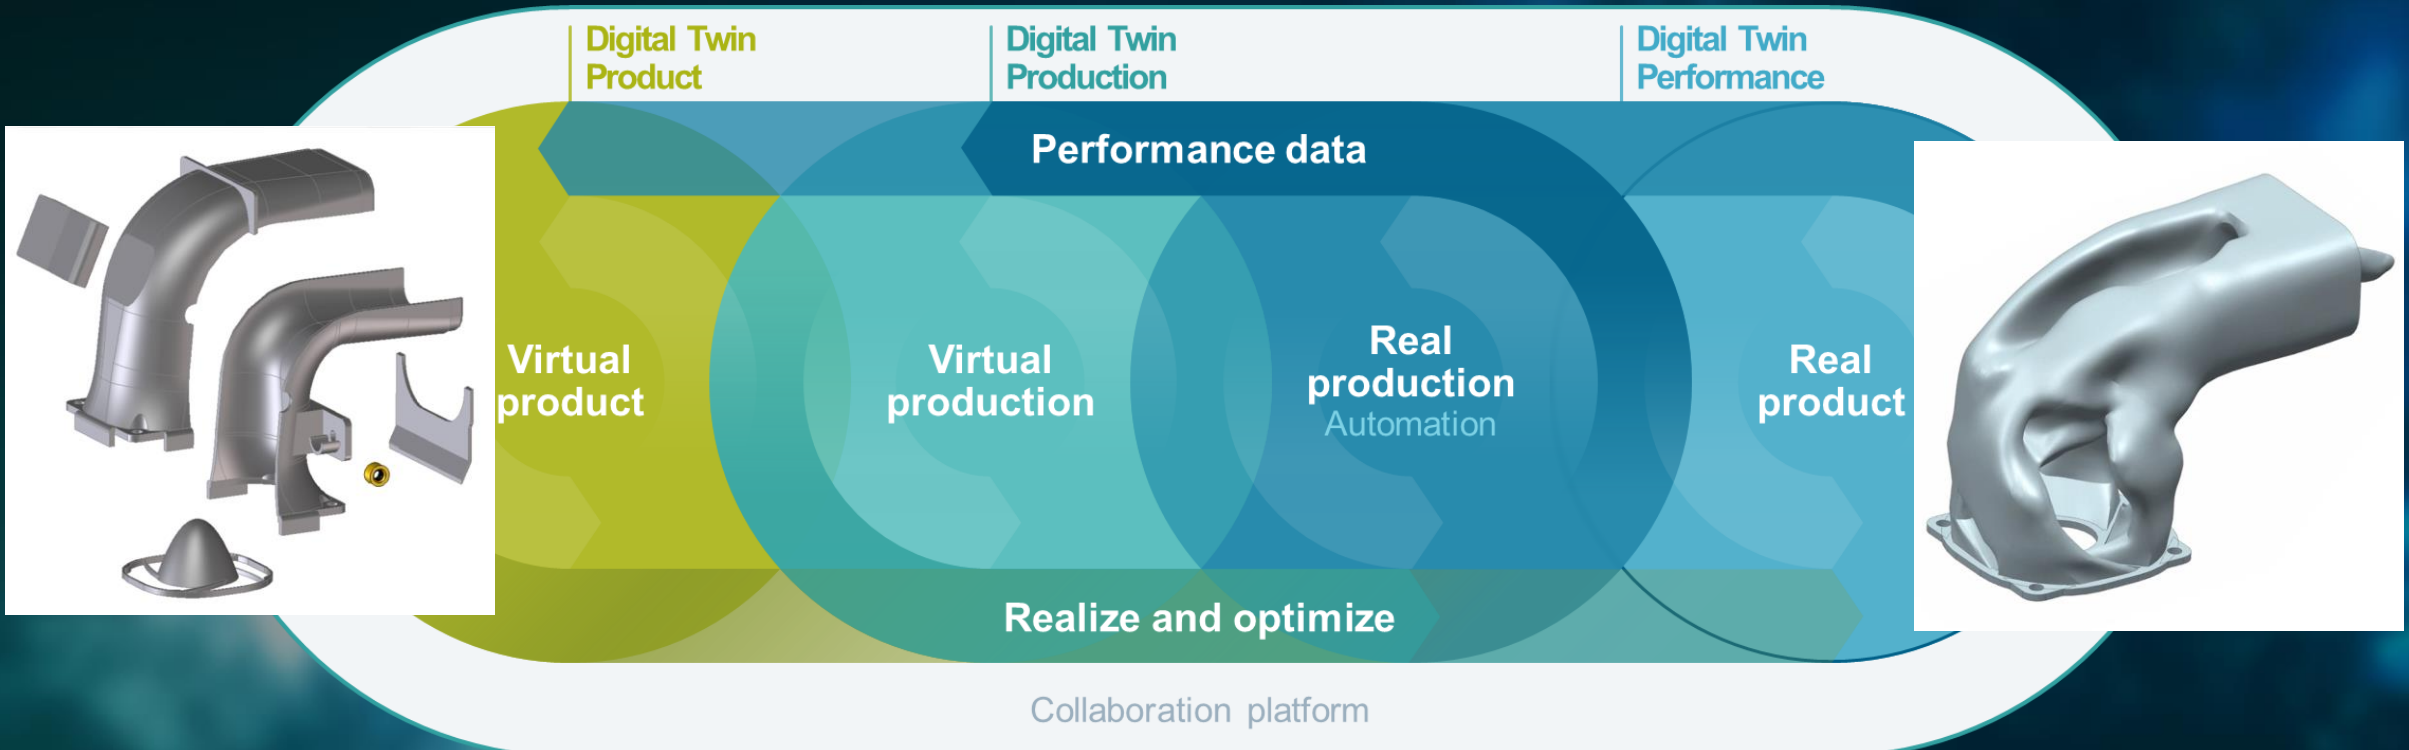 Digital Twin
Product
Digital Twin
Production
Digital Twin
Performance
Performance data
Virtual
product
Virtual
production
Real
production
Automation
Real
product
Realize and optimize
Collaboration platform